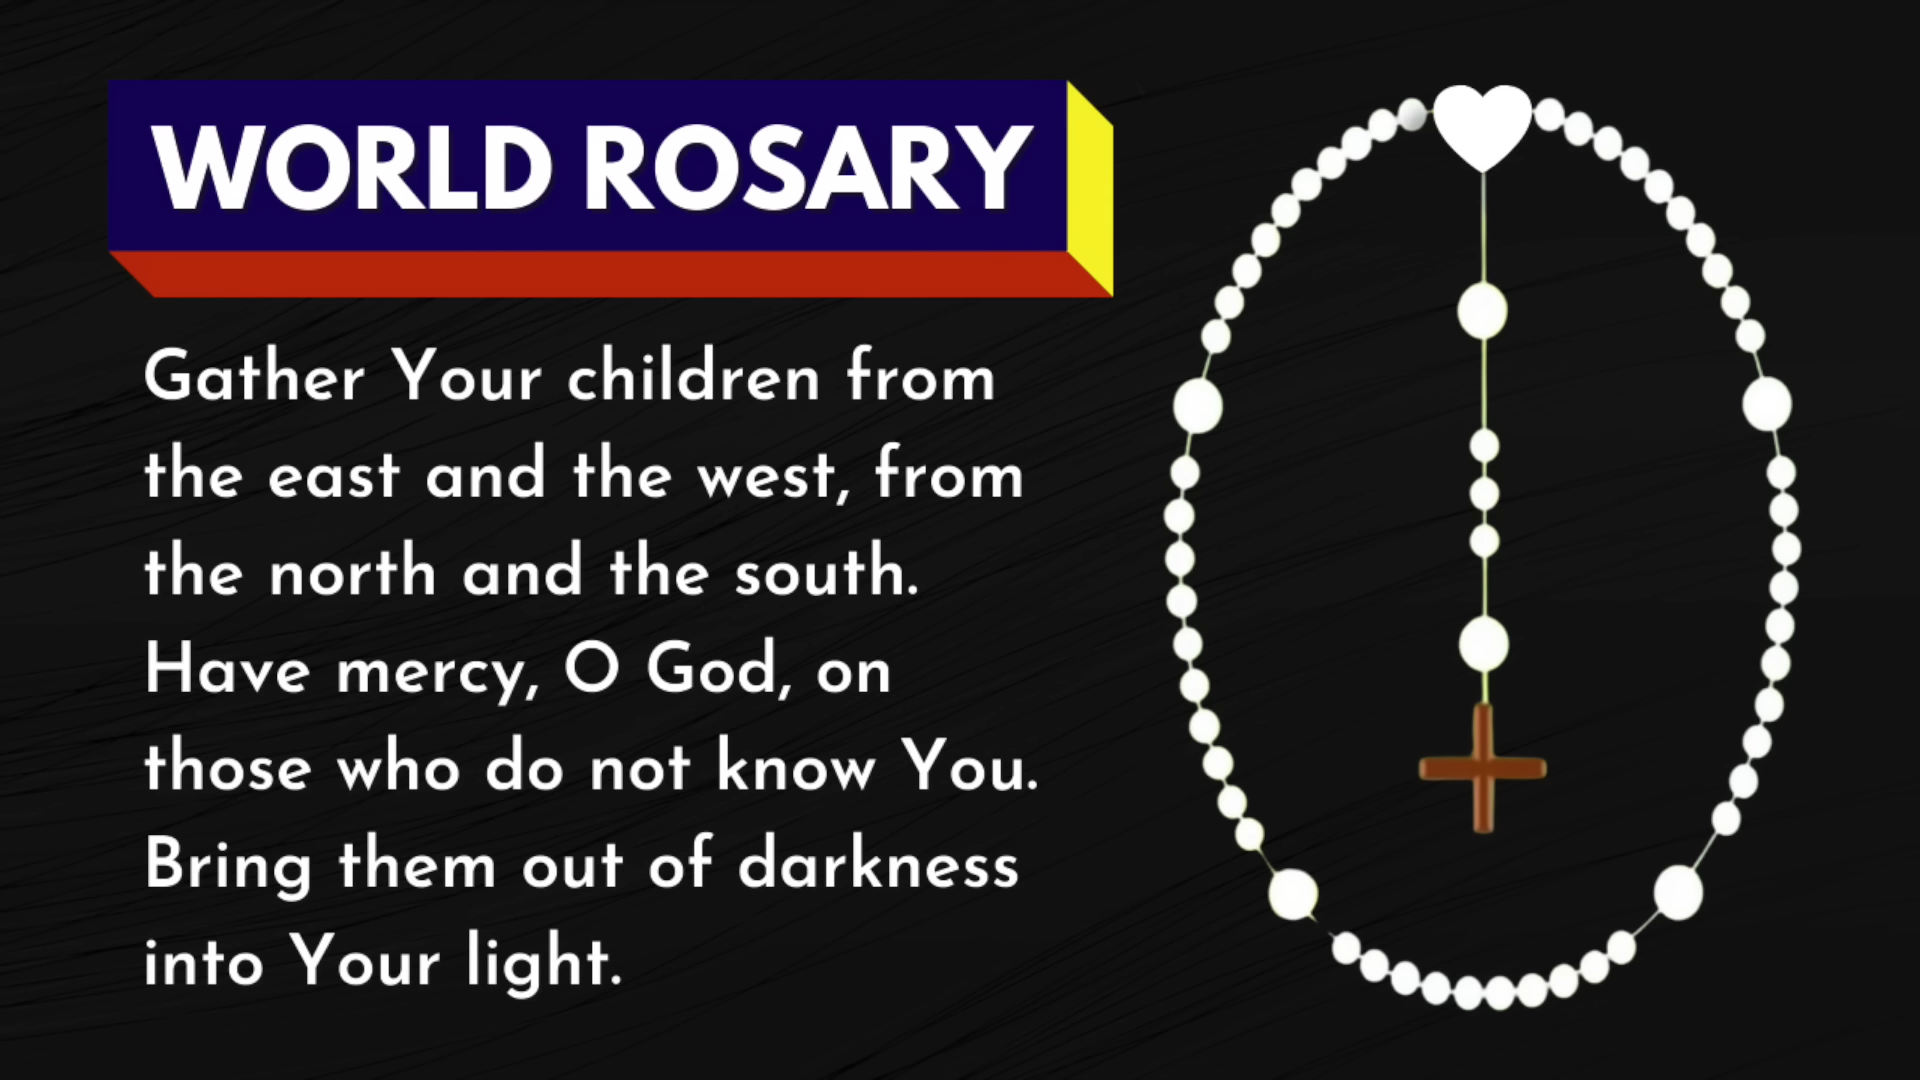 WORLD ROSARY
Gather Your children from
the east and the west, from
the north and the south.
Have mercy, O God, on
those who do not know You.
Bring them out of darkness
into Your light.